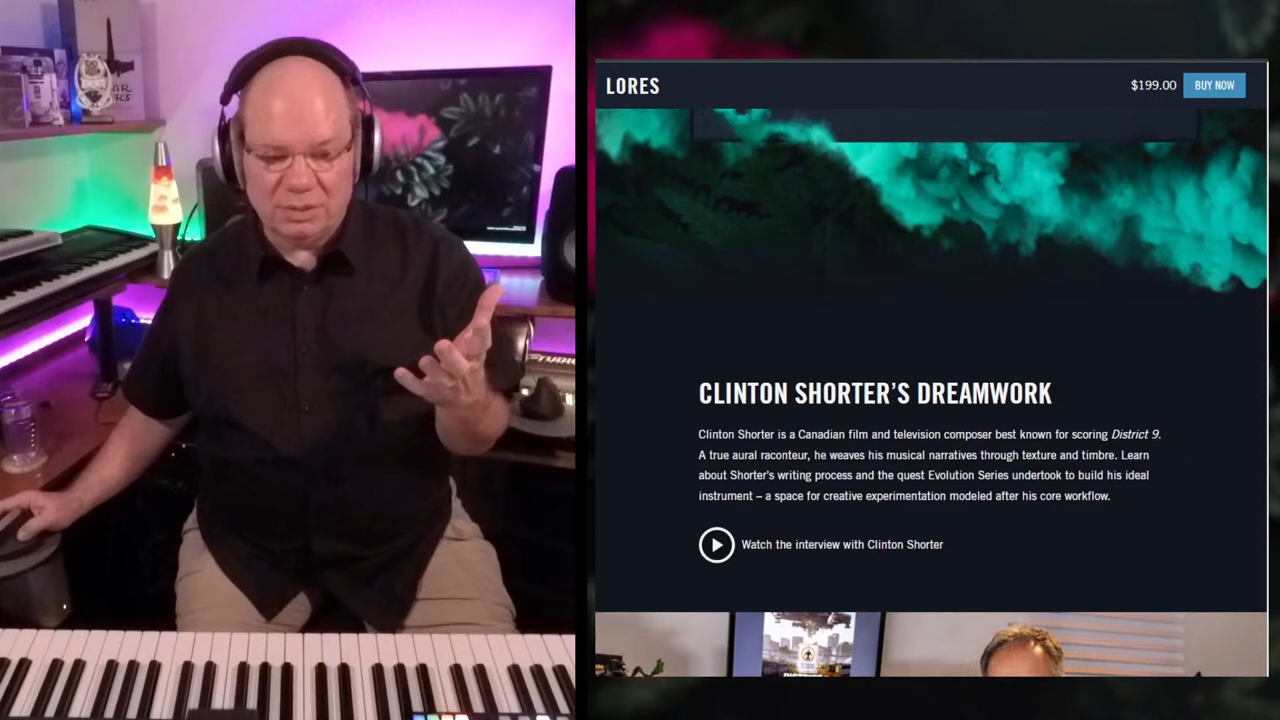 LORES
$199.00
BUY NOW
CLINTON SHORTER’S DREAMWORK
Clinton Shorter is a Canadian film and television composer best known for scoring District 9.
A true aural raconteur, he weaves his musical narratives through texture and timbre. Learn
about Shorter's writing process and the quest Evolution Series undertook to build his ideal
instrument – a space for creative experimentation modeled after his core workflow.
Watch the interview with Clinton Shorter